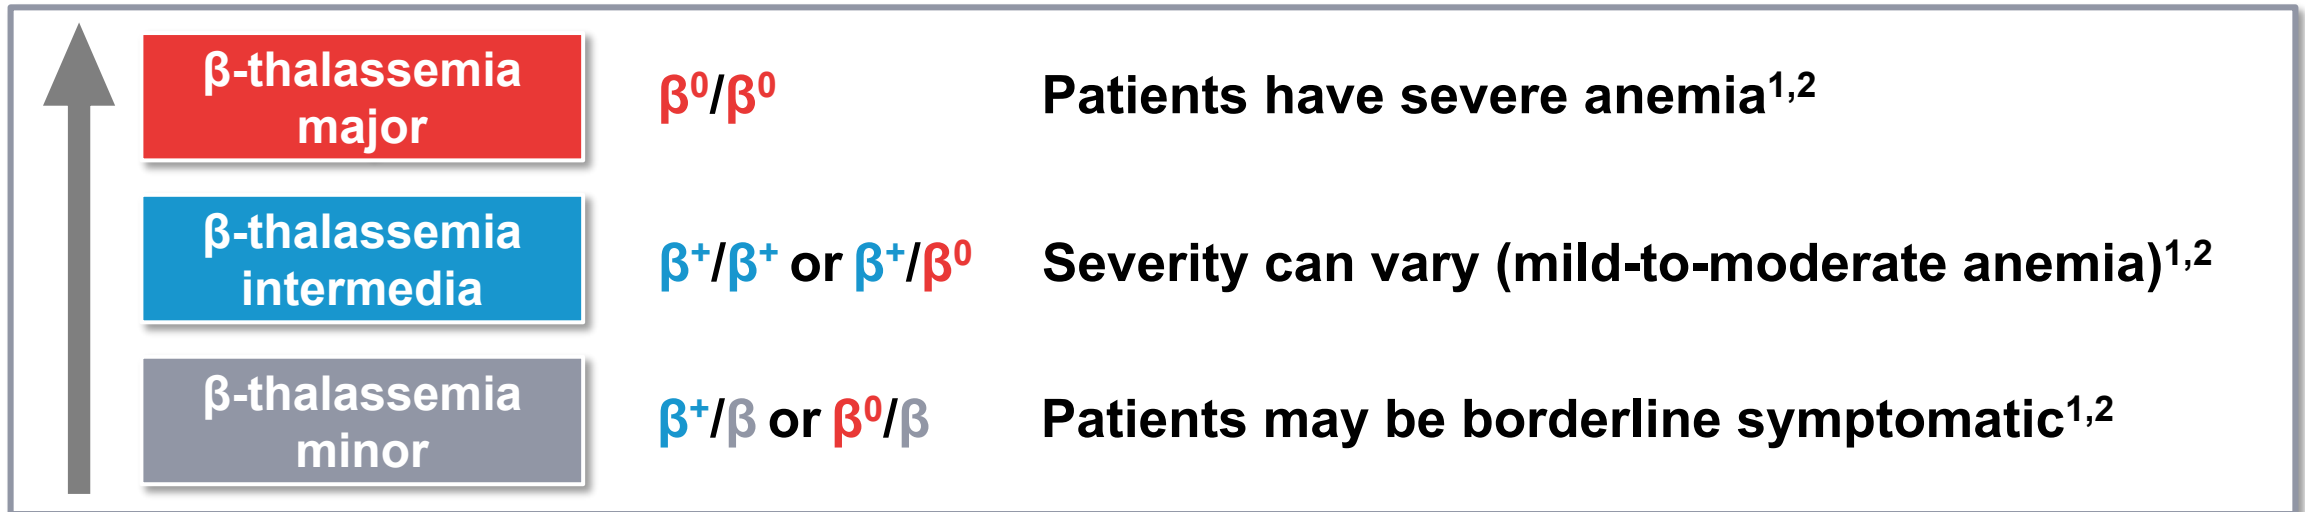 β-thalassemia
major
β⁰/β⁰
Patients have severe anemia¹,²
β-thalassemia
intermedia
β⁺/β⁺ or β⁺/β⁰
Severity can vary (mild-to-moderate anemia)¹,²
β-thalassemia
minor
β⁺/β or β⁰/β
Patients may be borderline symptomatic¹,²